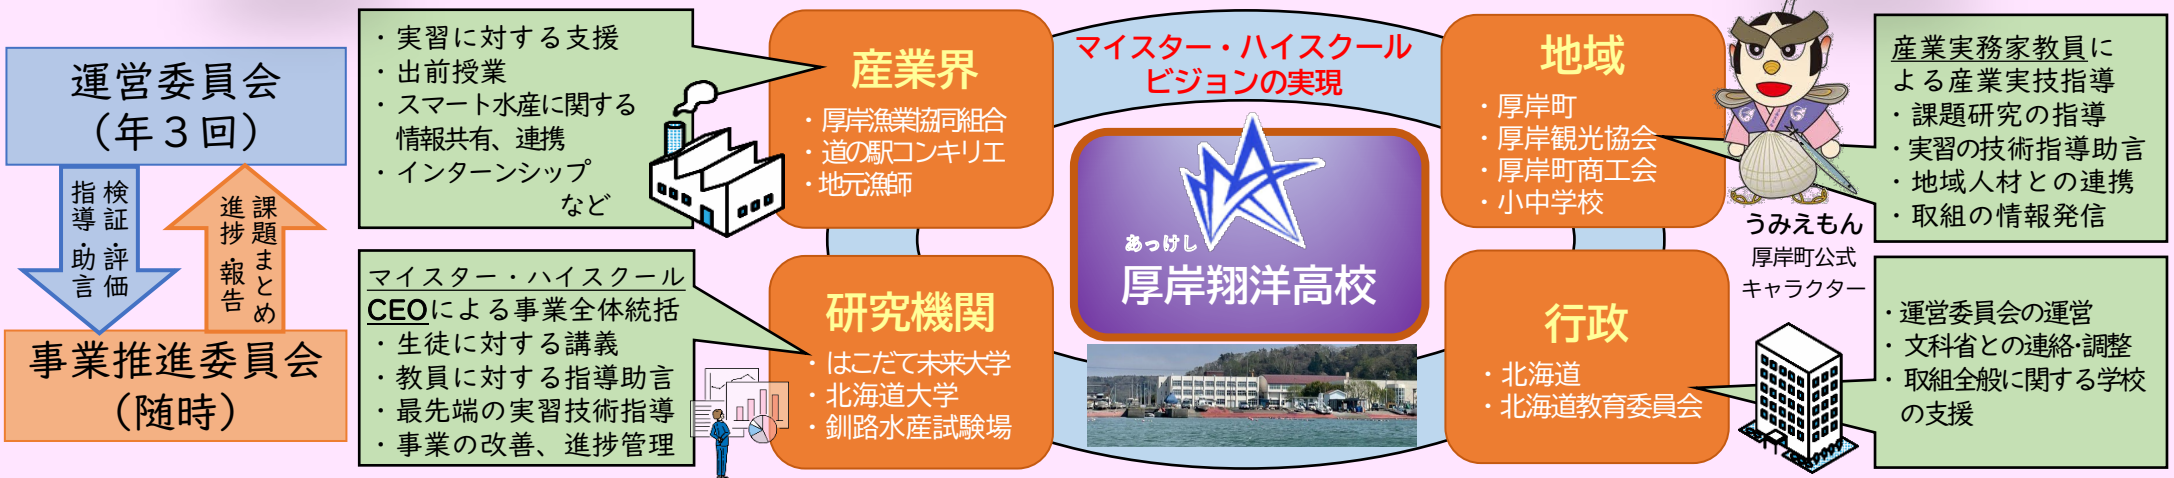 運営委員会
（年３回）
検証・評価
指導・助言
課題まとめ
進捗・報告
事業推進委員会
（随時）
・実習に対する支援
・出前授業
・スマート水産に関する
情報共有、連携
・インターンシップ
など
マイスター・ハイスクール
CEOによる事業全体統括
・生徒に対する講義
・教員に対する指導助言
・最先端の実習技術指導
・事業の改善、進捗管理
産業界
・厚岸漁業協同組合
・道の駅コンキリエ
・地元漁師
研究機関
・はこだて未来大学
・北海道大学
・釧路水産試験場
マイスター・ハイスクール
ビジョンの実現
あっけし
厚岸翔洋高校
地域
・厚岸町
・厚岸観光協会
・厚岸町商工会
・小中学校
行政
・北海道
・北海道教育委員会
うみえもん
厚岸町公式
キャラクター
産業実務家教員に
よる産業実技指導
・課題研究の指導
・実習の技術指導助言
・地域人材との連携
・取組の情報発信
・運営委員会の運営
・文科省との連絡・調整
・取組全般に関する学校
の支援